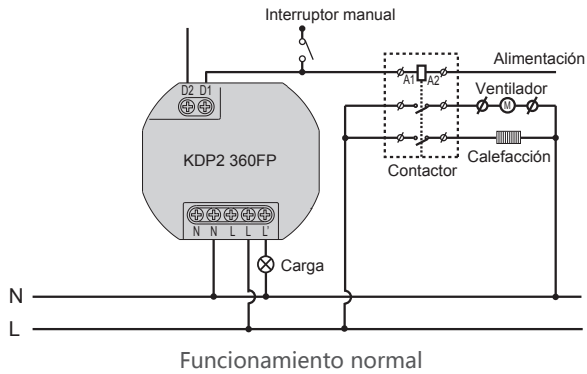 Interruptor manual
D2 D1
A1 A2
Alimentación
Ventilador
M
KDP2 360FP
Contactor
Calefacción
N N L L L'
Carga
N
L
Funcionamiento normal